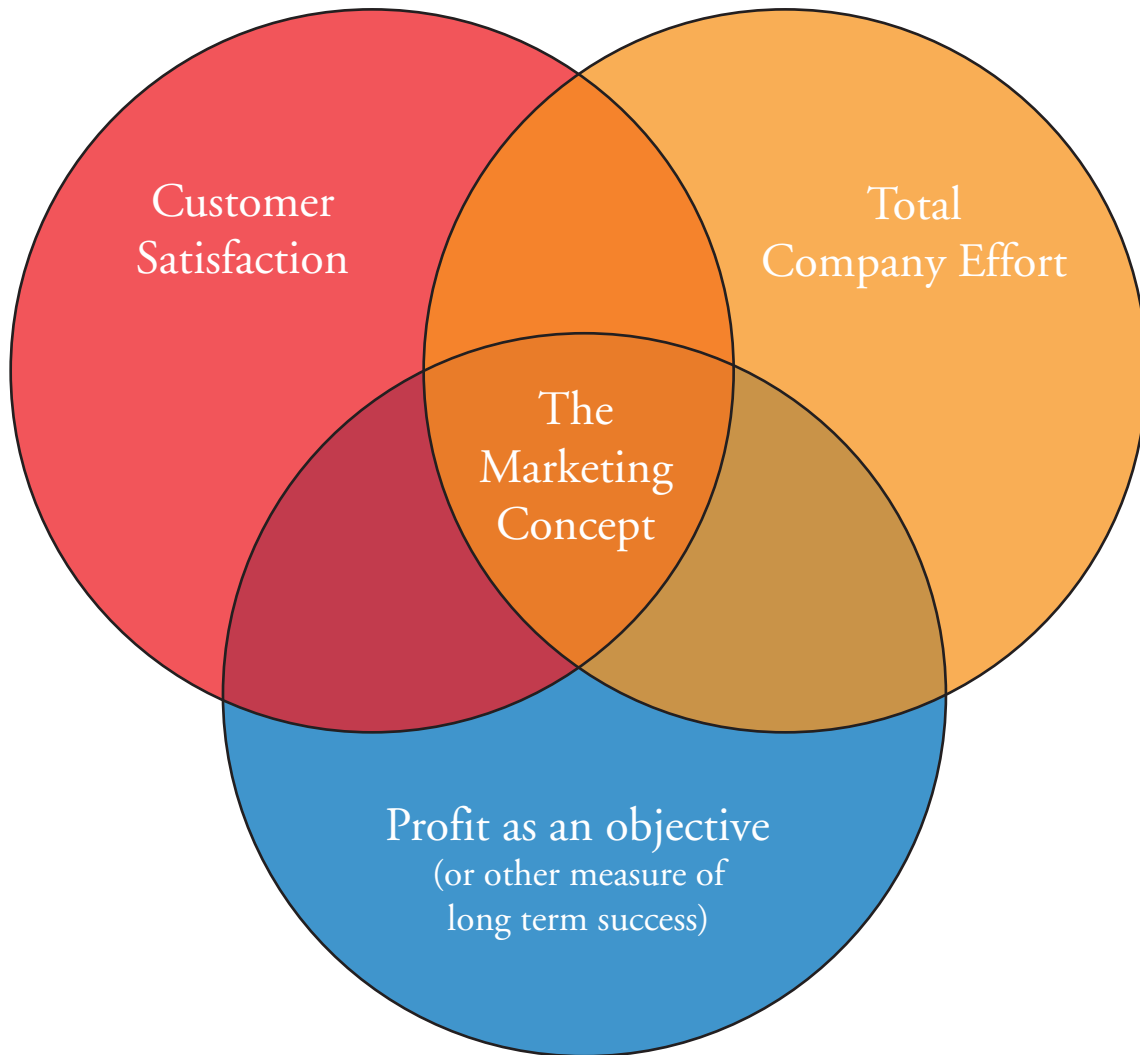 Customer
Satisfaction
Total
Company Effort
The
Marketing
Concept
Profit as an objective
(or other measure of
long term success)